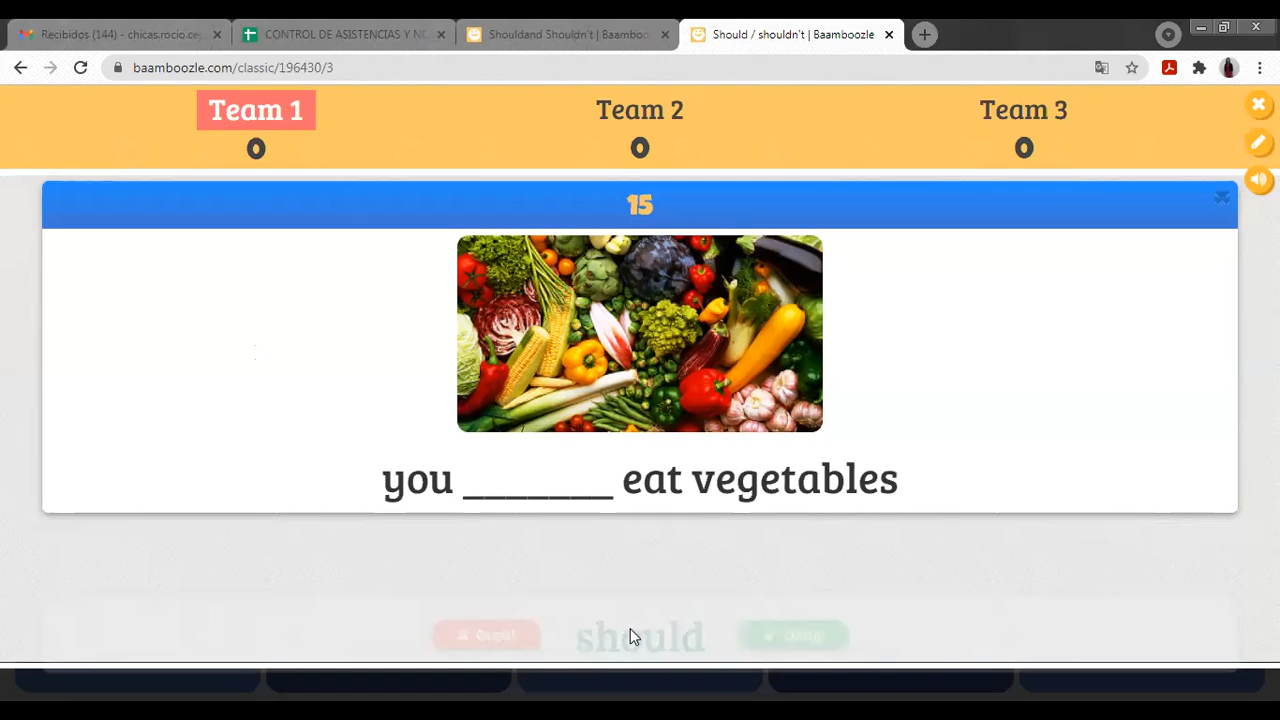 Recibidos (144) - chicas.rocio.ce
CONTROL DE ASISTENCIAS Y N
Shouldand Shouldn't | Baamboo
Should / shouldn't | Baamboozle
baamboozle.com/classic/196430/3
Team 1
Team 2
Team 3
0
0
0
15
you _______ eat vegetables
should